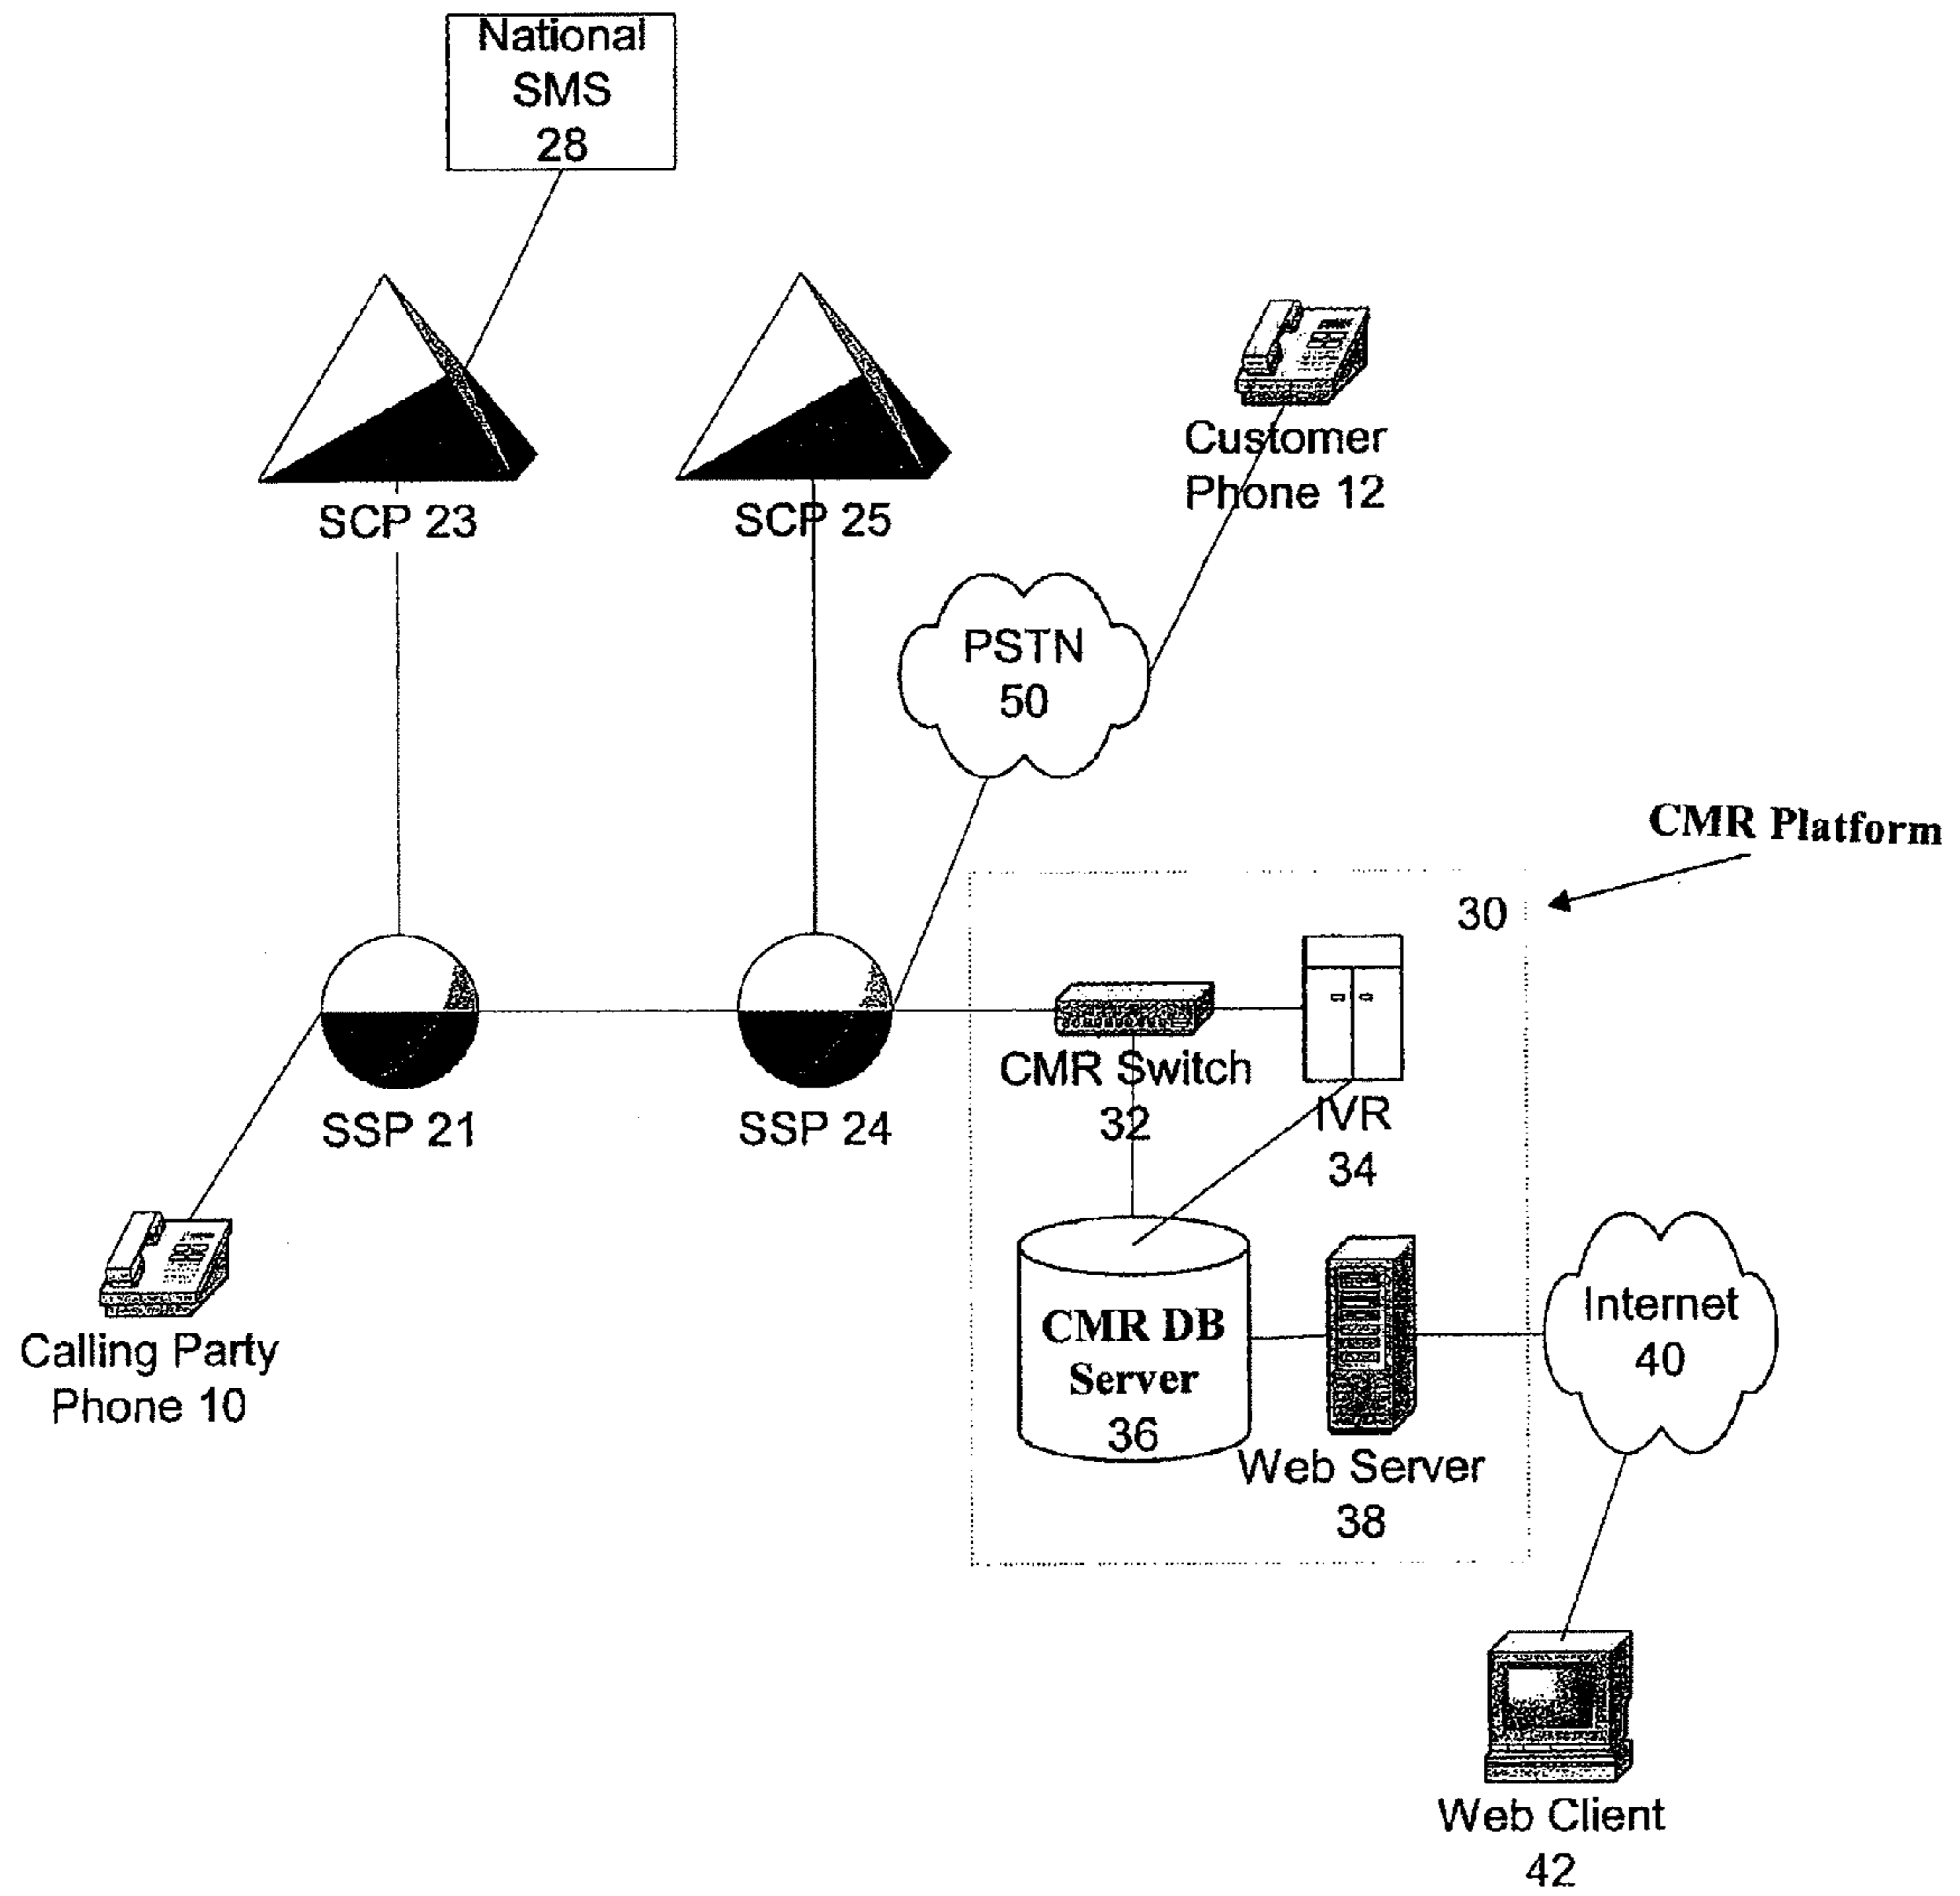 National
SMS
28
SCP 23
SCP 25
Customer
Phone 12
PSTN
50
CMR Platform
30
CMR Switch
32
IVR
34
SSP 21
SSP 24
Calling Party
Phone 10
CMR DB
Server
36
Web Server
38
Internet
40
Web Client
42